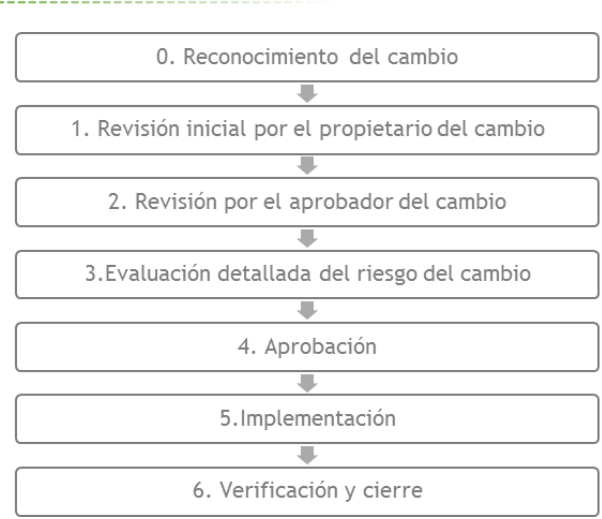 0. Reconocimiento del cambio
1. Revisión inicial por el propietario del cambio
2. Revisión por el aprobador del cambio
3.Evaluación detallada del riesgo del cambio
4. Aprobación
5.Implementación
6. Verificación y cierre